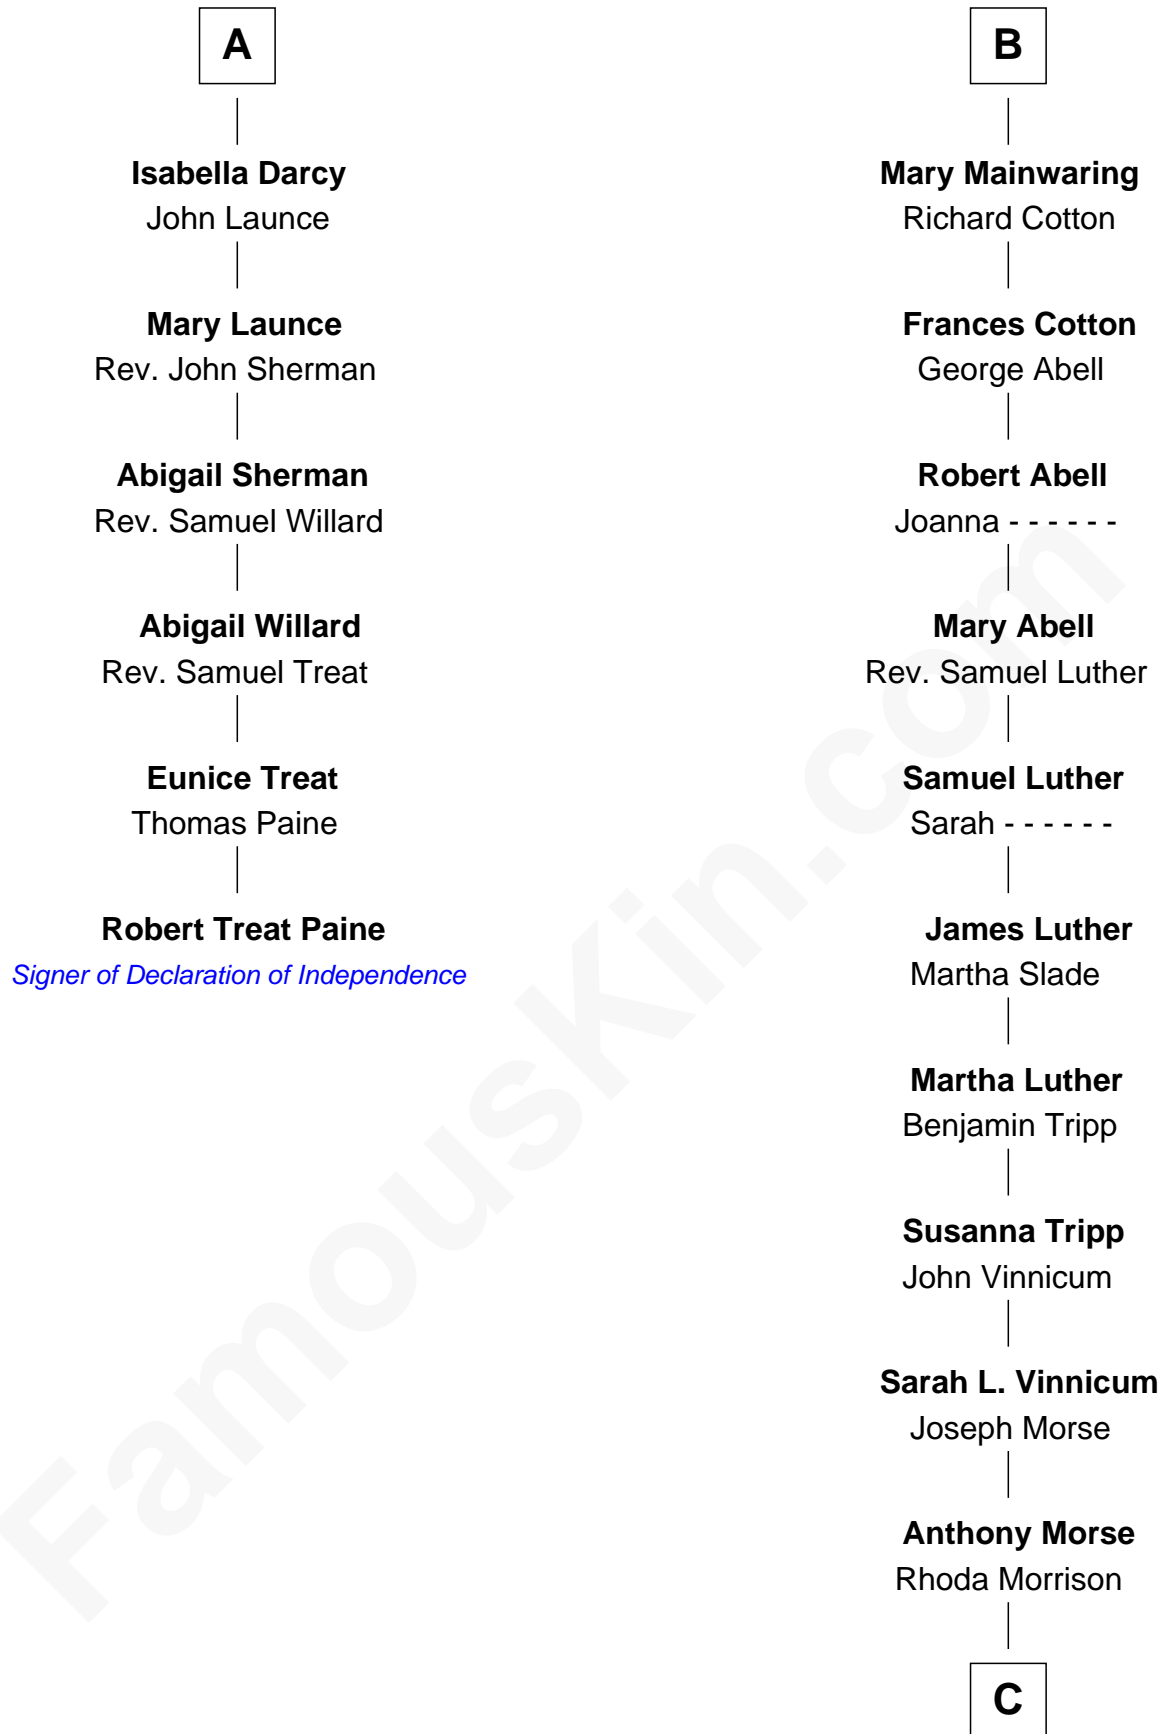 A
Isabella Darcy
John Launce
Mary Launce
Rev. John Sherman
Abigail Sherman
Rev. Samuel Willard
Abigail Willard
Rev. Samuel Treat
Eunice Treat
Thomas Paine
Robert Treat Paine
Signer of Declaration of Independence
B
Mary Mainwaring
Richard Cotton
Frances Cotton
George Abell
Robert Abell
Joanna - - - - - -
Mary Abell
Rev. Samuel Luther
Samuel Luther
Sarah - - - - - -
James Luther
Martha Slade
Martha Luther
Benjamin Tripp
Susanna Tripp
John Vinnicum
Sarah L. Vinnicum
Joseph Morse
Anthony Morse
Rhoda Morrison
C
FamousKin.com